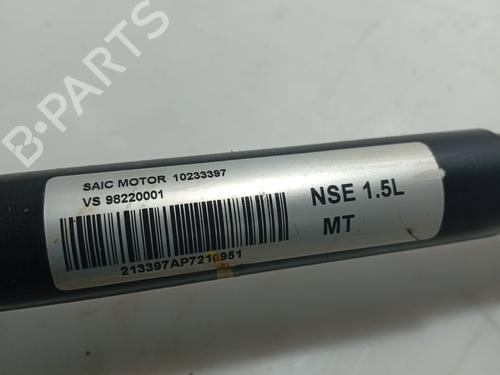 B-PARTS
SAIC MOTOR 10233397
VS 98220001
213397AP7210951
NSE 1.5L
MT